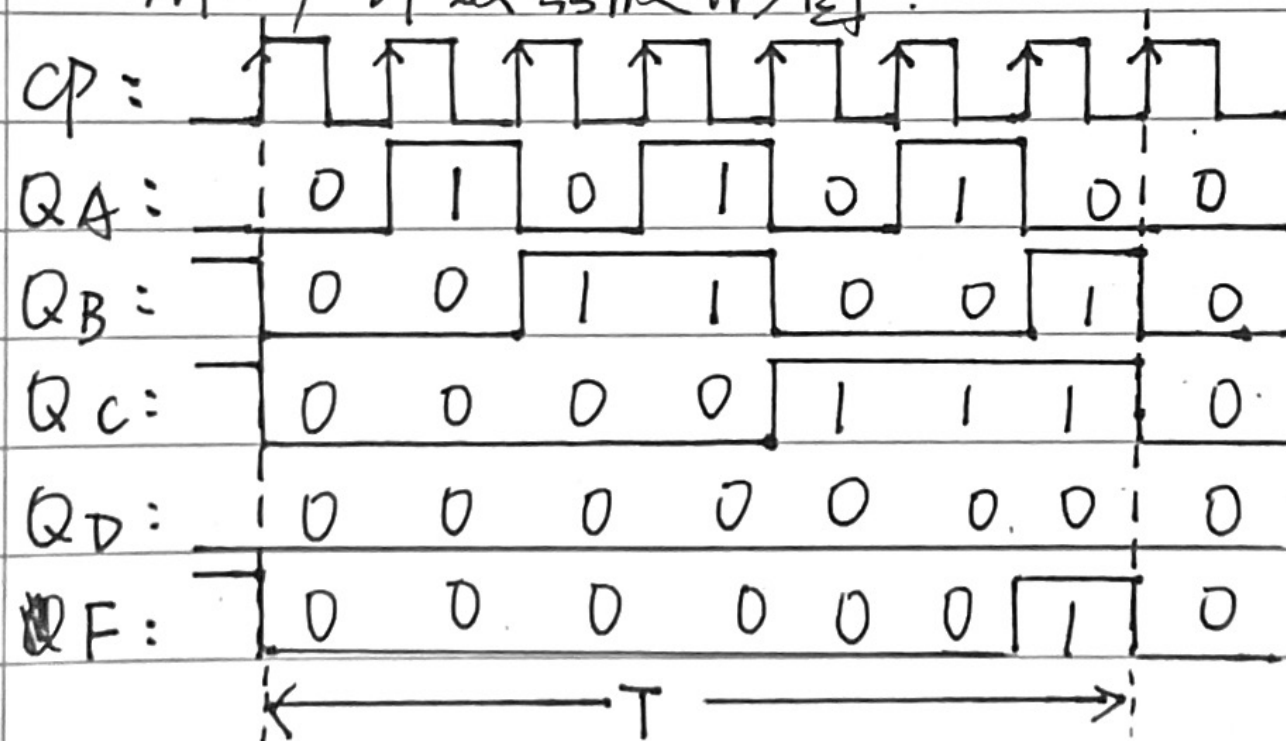 CP:
QA: 0 1 0 1 0 1 0 0
QB: 0 0 1 1 0 0 1 0
QC: 0 0 0 0 1 1 1 0
QD: 0 0 0 0 0 0 0 0
F: 0 0 0 0 0 0 1 0
T